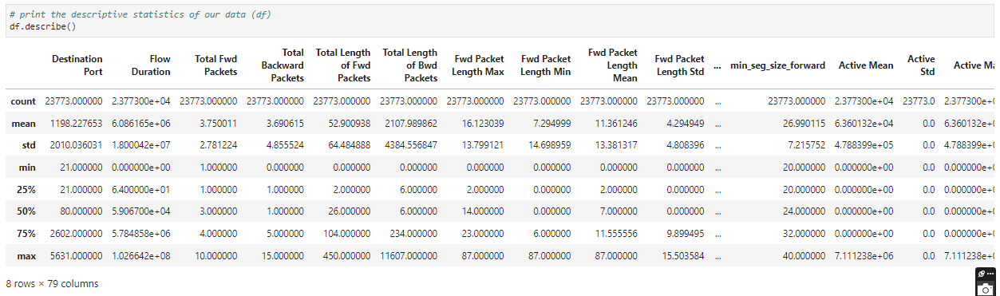 # print the descriptive statistics of our data (df)
df.describe()
Destination Port Flow Duration Total Fwd Packets Total Backward Packets Total Length of Fwd Packets Total Length of Bwd Packets Fwd Packet Length Max Fwd Packet Length Min Fwd Packet Length Mean Fwd Packet Length Std ... min_seg_size_forward Active Mean Active Std Active Ma
count 23773.000000 2.377300e+04 23773.000000 23773.000000 23773.000000 23773.000000 23773.000000 23773.000000 23773.000000 23773.000000 ... 23773.000000 2.377300e+04 23773.0 2.377300e+
mean 1198.227653 6.086165e+06 3.750011 3.690615 52.900938 2107.989862 16.123039 7.294999 11.361246 4.294949 ... 26.990115 6.360132e+04 0.0 6.360132e+
std 2010.036031 1.800042e+07 2.781224 4.855524 64.484888 4384.556847 13.799121 14.698959 13.381317 4.808396 ... 7.215752 4.788399e+05 0.0 4.788399e+
min 21.000000 0.000000e+00 1.000000 0.000000 0.000000 0.000000 0.000000 0.000000 0.000000 0.000000 ... 20.000000 0.000000e+00 0.0 0.000000e+
25% 21.000000 6.400000e+01 1.000000 1.000000 2.000000 6.000000 2.000000 0.000000 2.000000 0.000000 ... 20.000000 0.000000e+00 0.0 0.000000e+
50% 80.000000 5.906700e+04 3.000000 1.000000 26.000000 6.000000 14.000000 0.000000 7.000000 0.000000 ... 24.000000 0.000000e+00 0.0 0.000000e+
75% 2602.000000 5.784858e+06 4.000000 5.000000 104.000000 234.000000 23.000000 6.000000 11.555556 9.899495 ... 32.000000 0.000000e+00 0.0 0.000000e+
max 5631.000000 1.026642e+08 10.000000 15.000000 450.000000 11607.000000 87.000000 87.000000 87.000000 15.503584 ... 40.000000 7.111238e+06 0.0 7.111238e+
8 rows × 79 columns